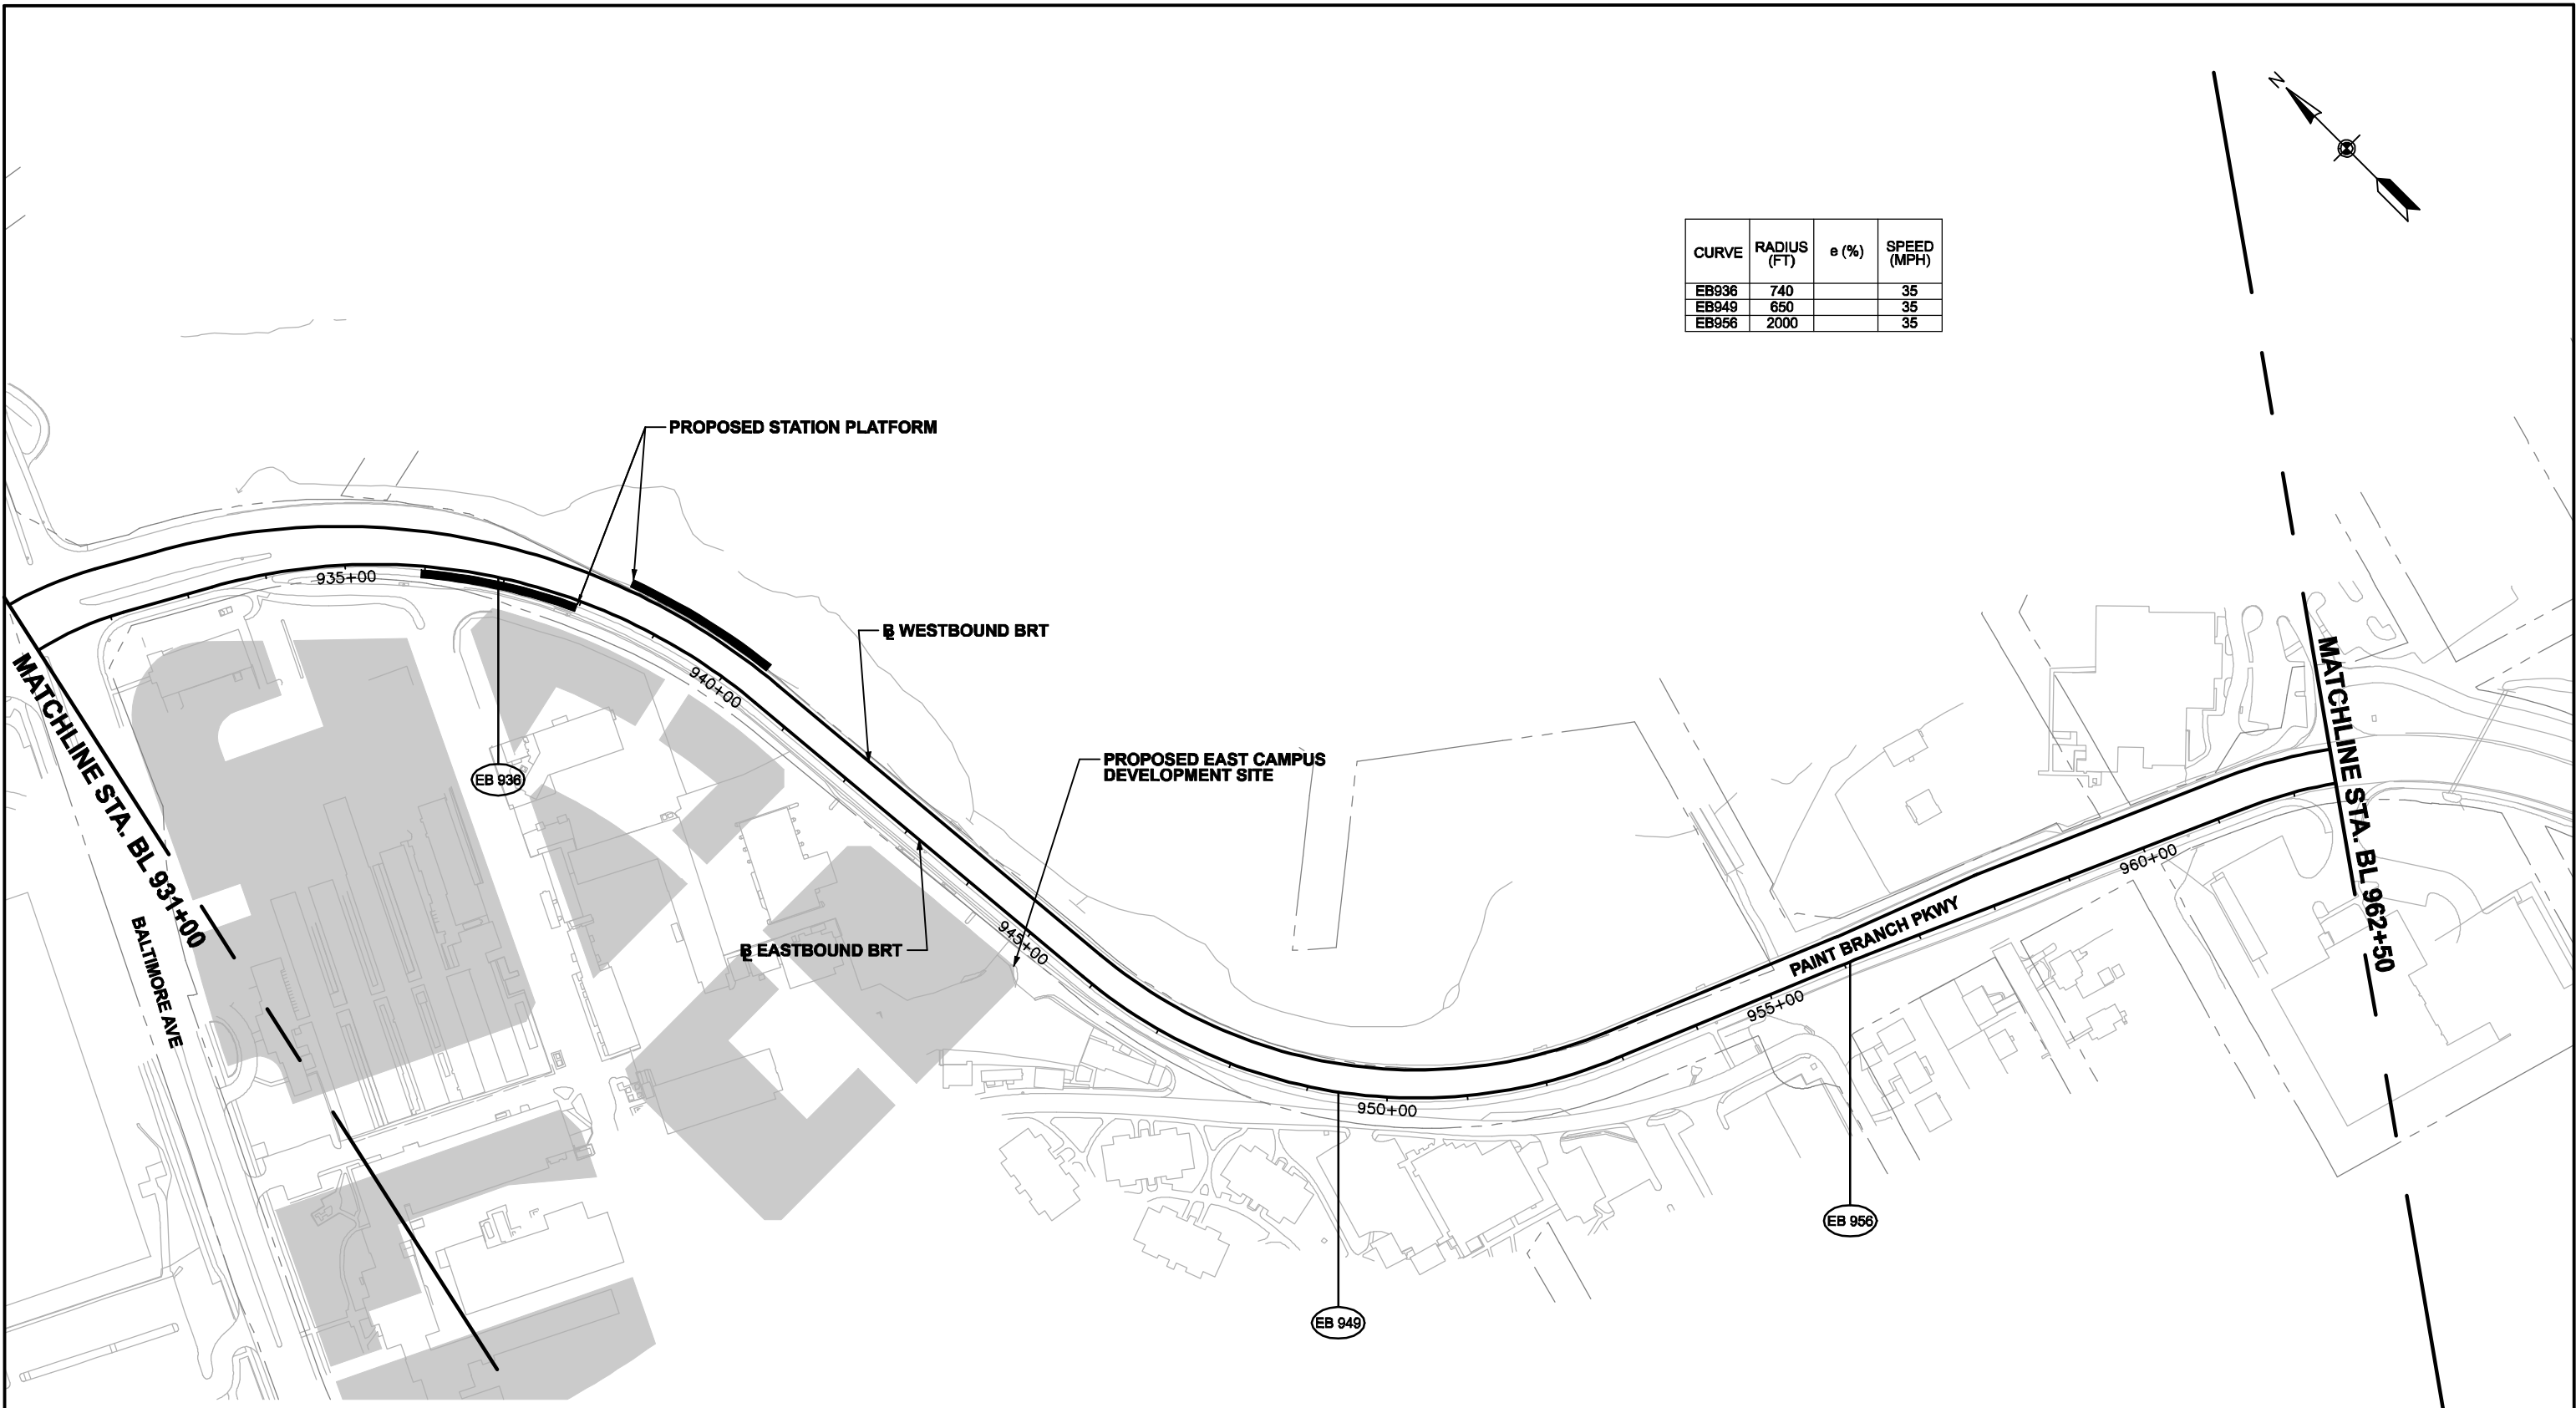 N
CURVE RADIUS (FT) e (%) SPEED (MPH)
EB936 740 35
EB949 650 35
EB956 2000 35
PROPOSED STATION PLATFORM
935+00
℄ WESTBOUND BRT
MATCHLINE STA. BL 931+00
940+00
EB 936
PROPOSED EAST CAMPUS
DEVELOPMENT SITE
MATCHLINE STA. BL 962+50
960+00
BALTIMORE AVE
℄ EASTBOUND BRT
945+00
PAINT BRANCH PKWY
955+00
950+00
EB 956
EB 949